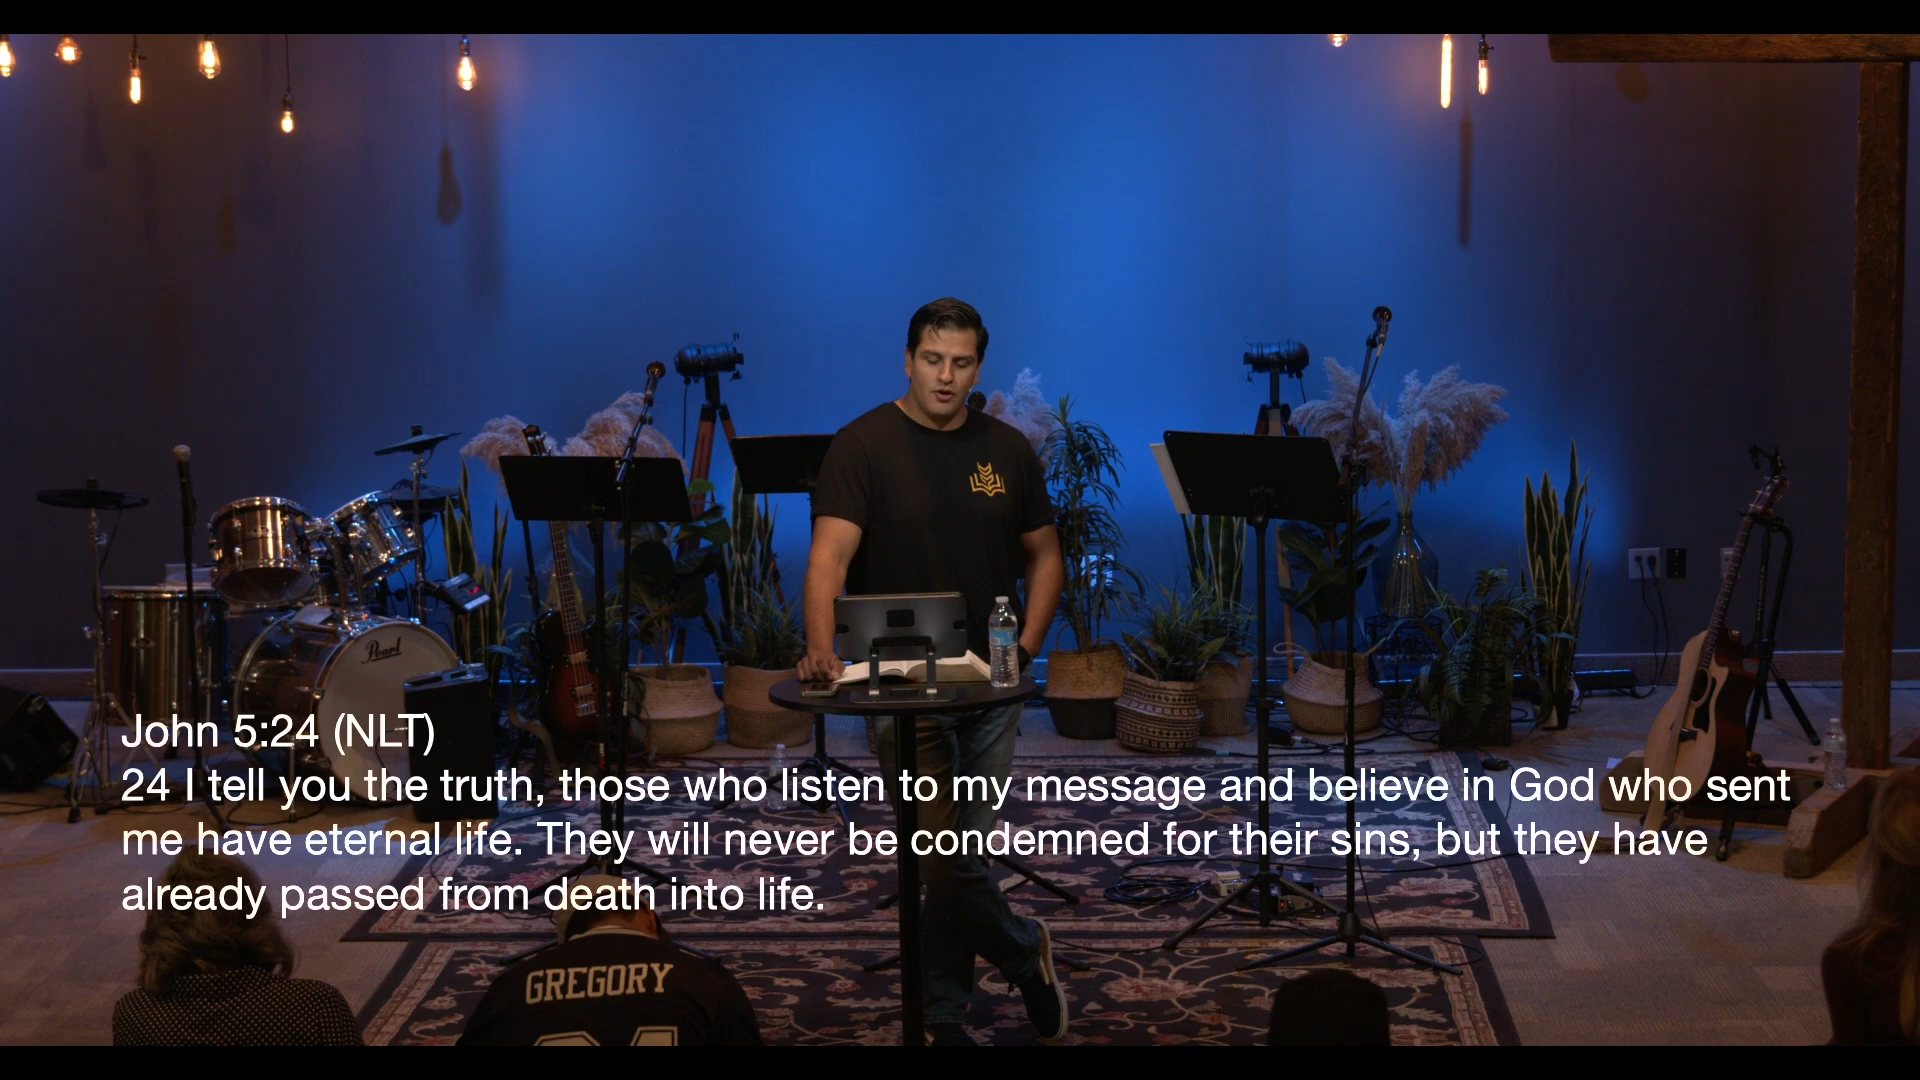 John 5:24 (NLT)
24 I tell you the truth, those who listen to my message and believe in God who sent
me have eternal life. They will never be condemned for their sins, but they have
already passed from death into life.
Pearl
GREGORY